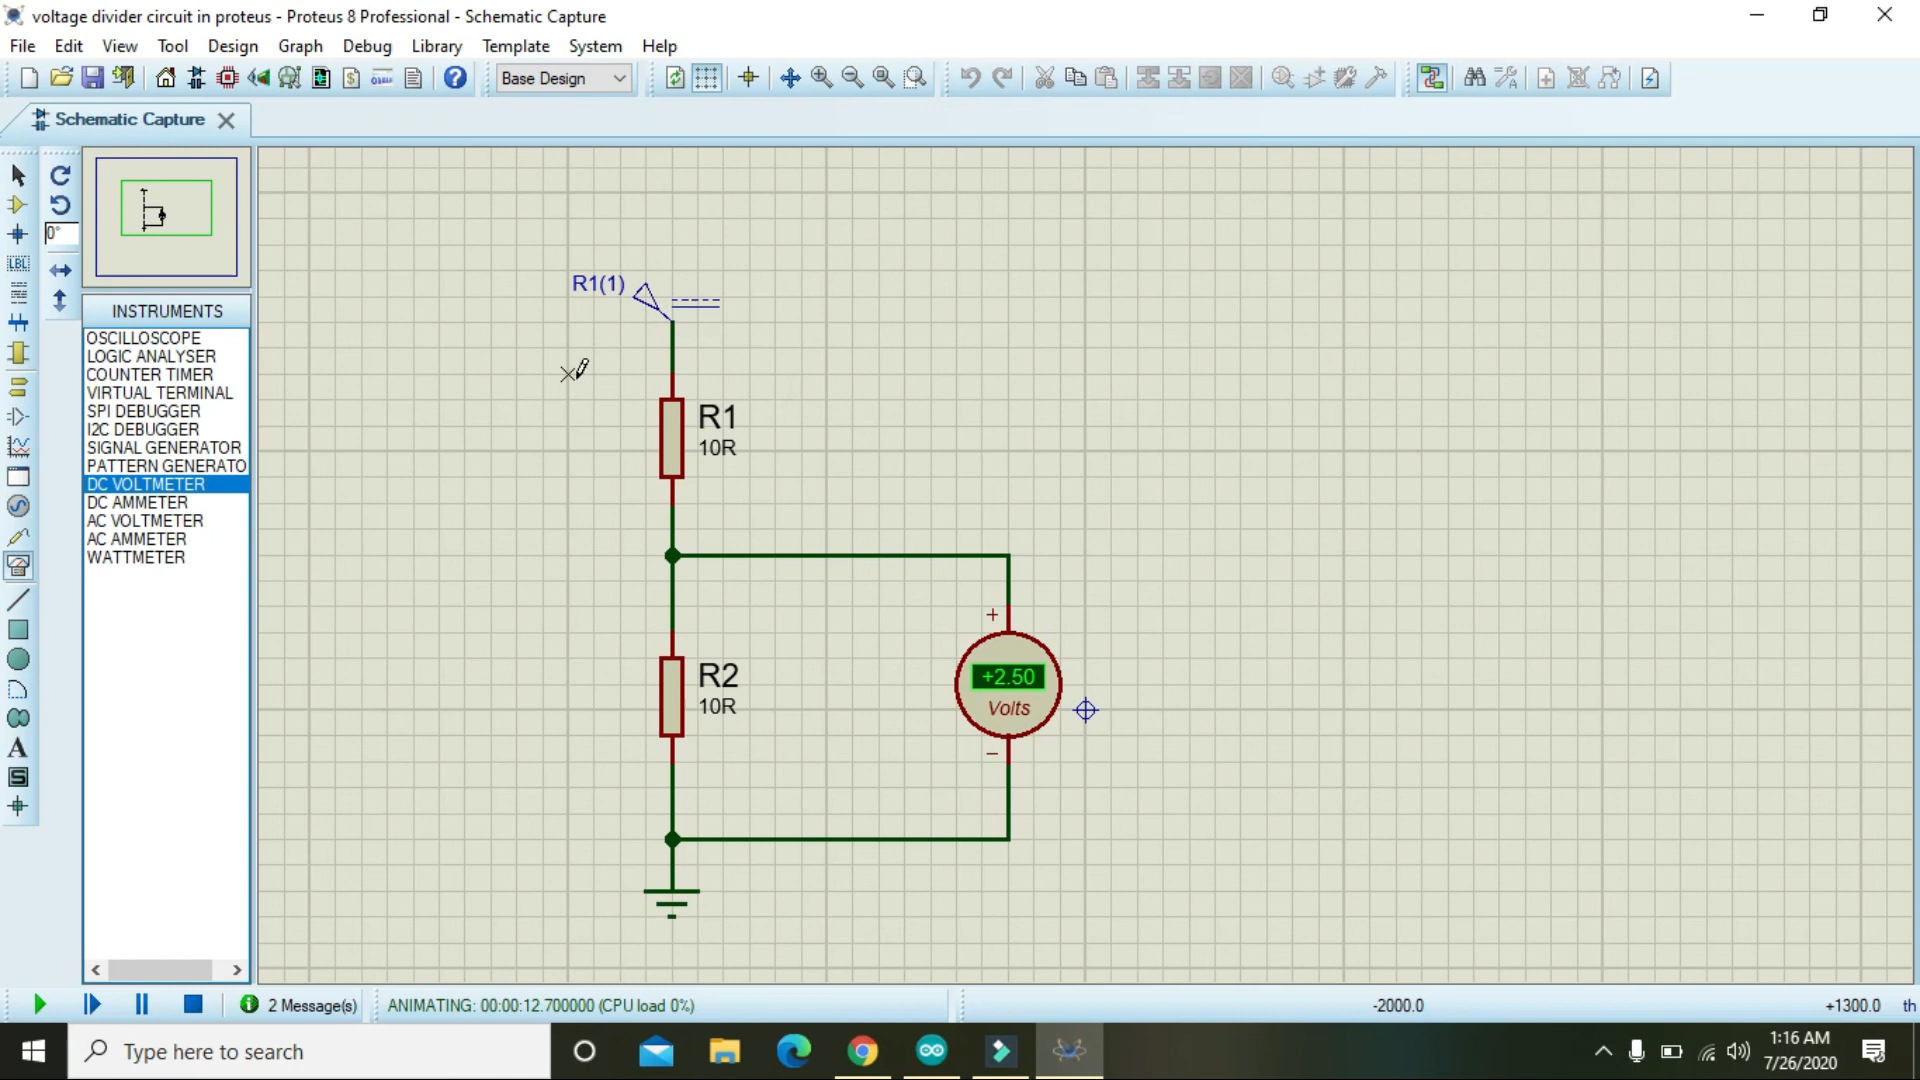 voltage divider circuit in proteus - Proteus 8 Professional - Schematic Capture
File Edit View Tool Design Graph Debug Library Template System Help
Base Design
Schematic Capture
LBL
0°
INSTRUMENTS
OSCILLOSCOPE
LOGIC ANALYSER
COUNTER TIMER
VIRTUAL TERMINAL
SPI DEBUGGER
I2C DEBUGGER
SIGNAL GENERATOR
PATTERN GENERATO
DC VOLTMETER
DC AMMETER
AC VOLTMETER
AC AMMETER
WATTMETER
A
S
R1(1)
R1
10R
R2
10R
+
+2.50
Volts
−
2 Message(s)
ANIMATING: 00:00:12.700000 (CPU load 0%)
-2000.0
+1300.0
th
Type here to search
1:16 AM
7/26/2020